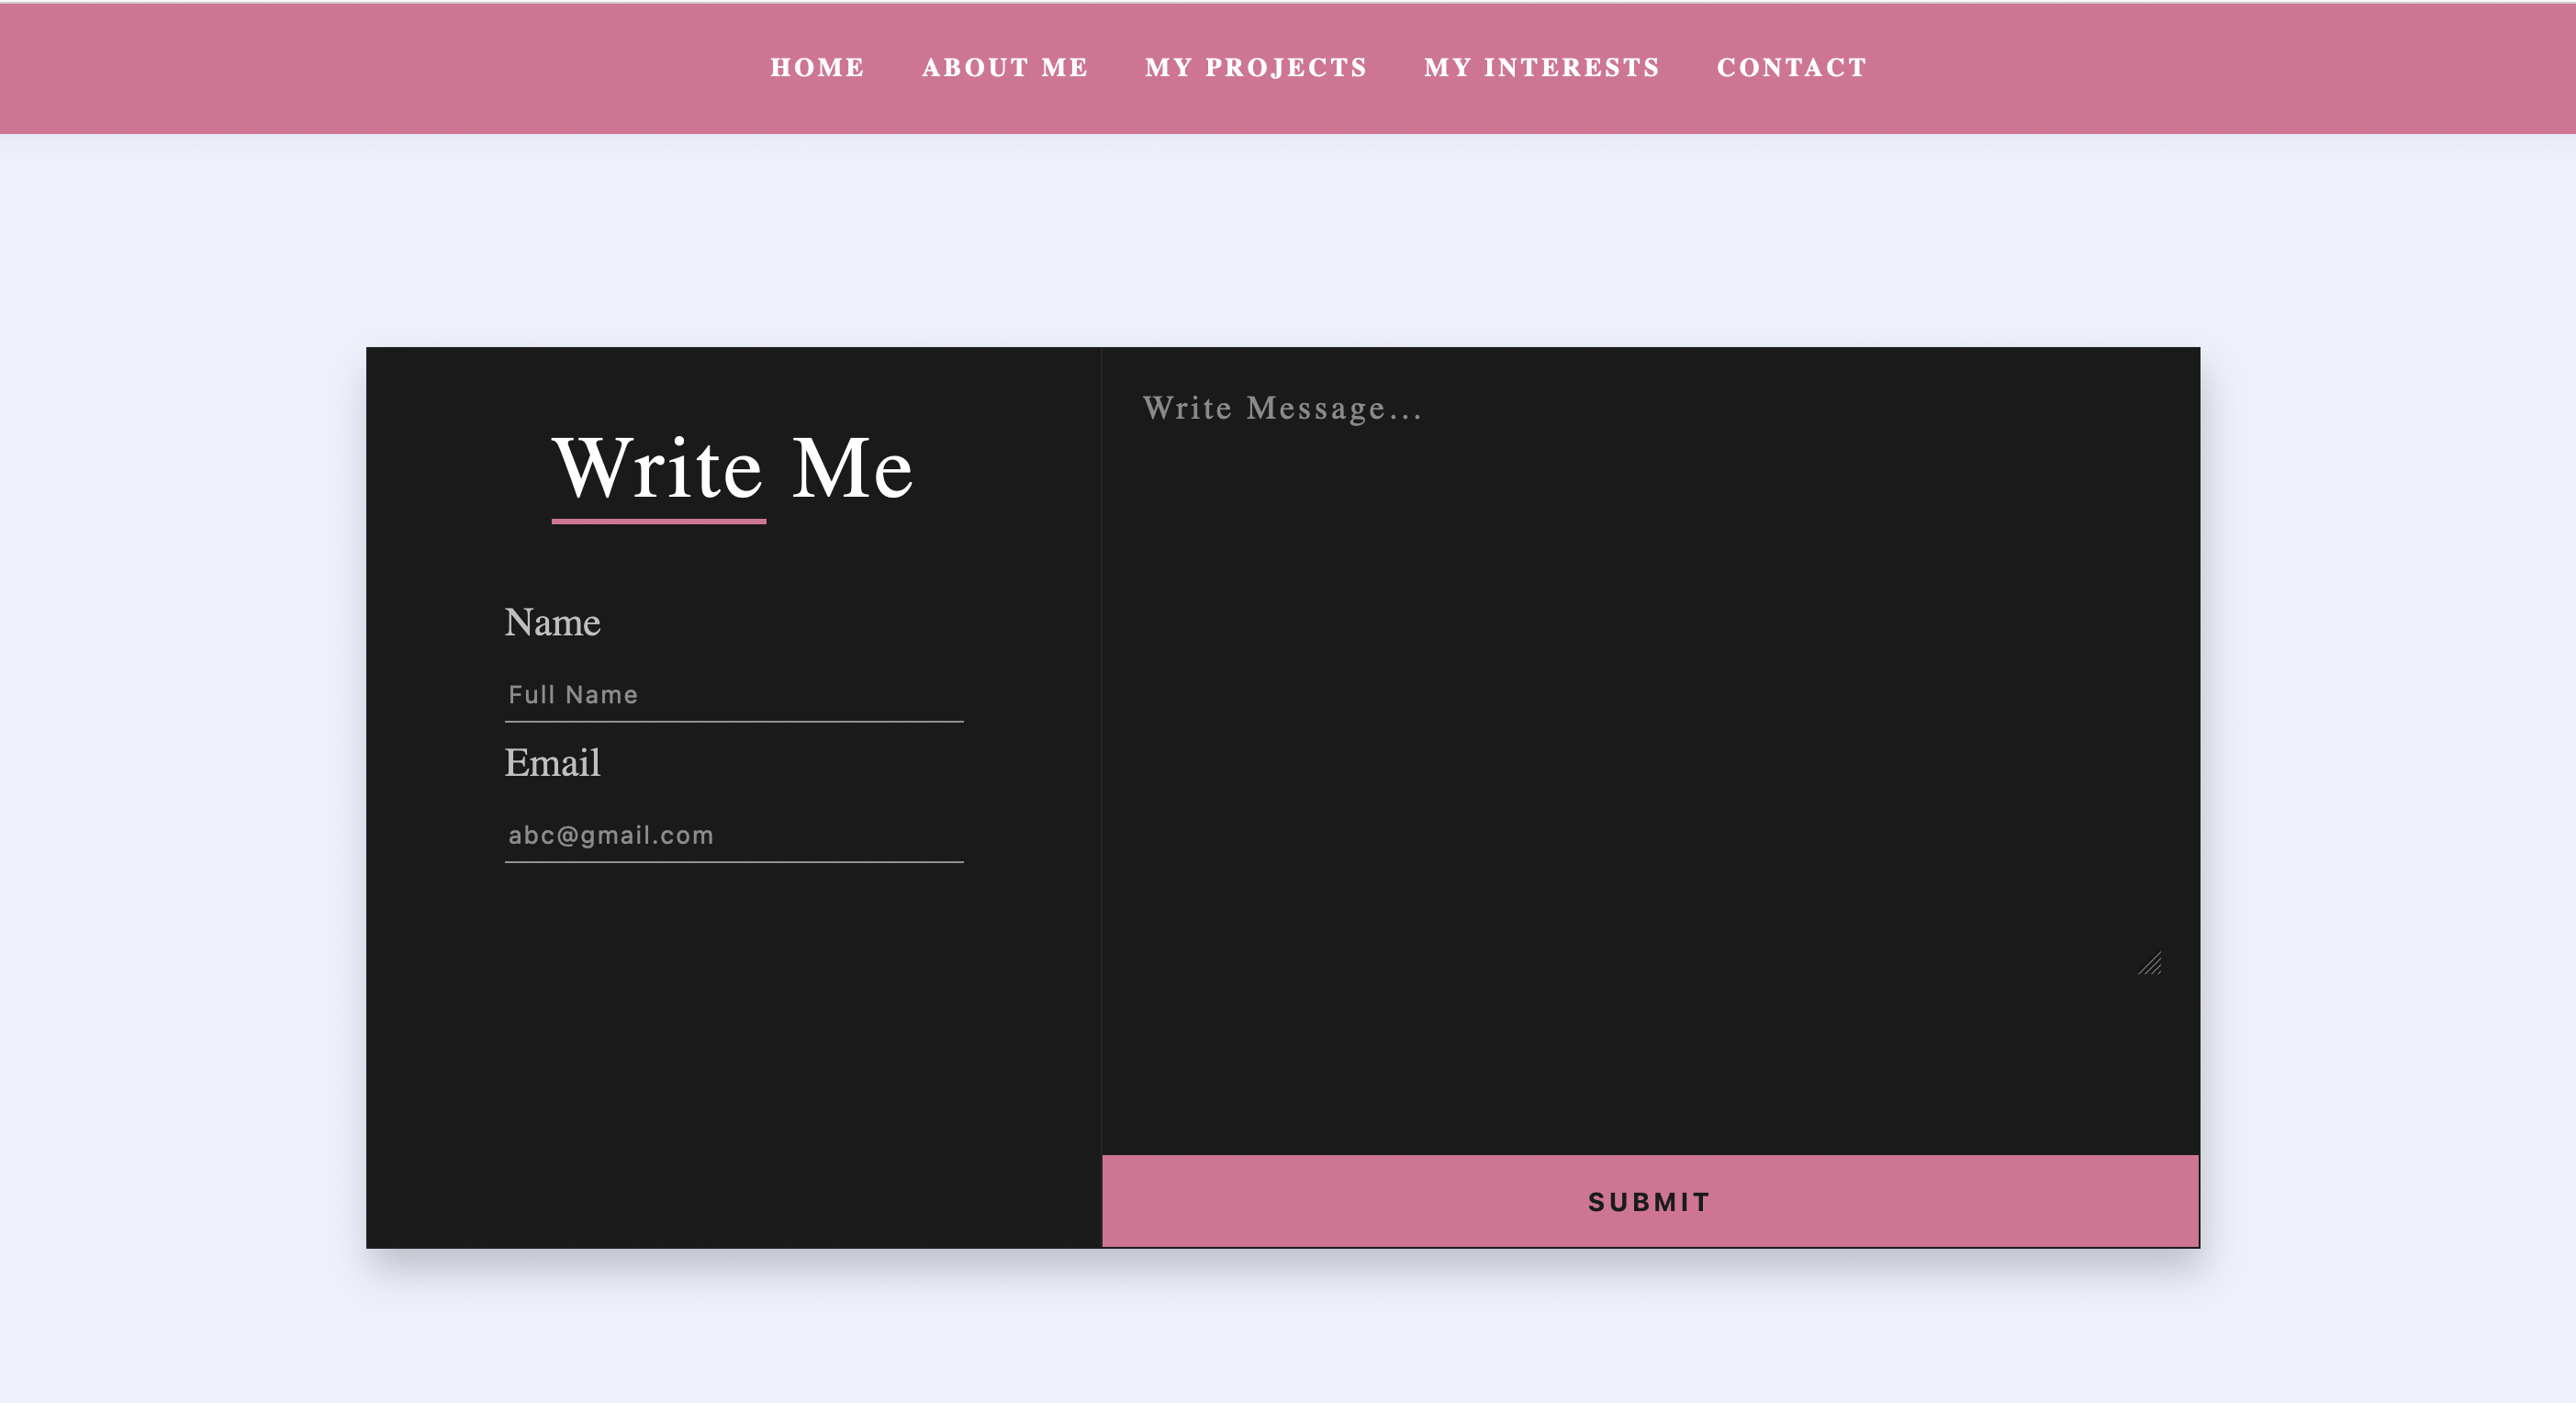 HOME ABOUT ME MY PROJECTS MY INTERESTS CONTACT
Write Me
Name
Full Name
Email
abc@gmail.com
Write Message...
SUBMIT